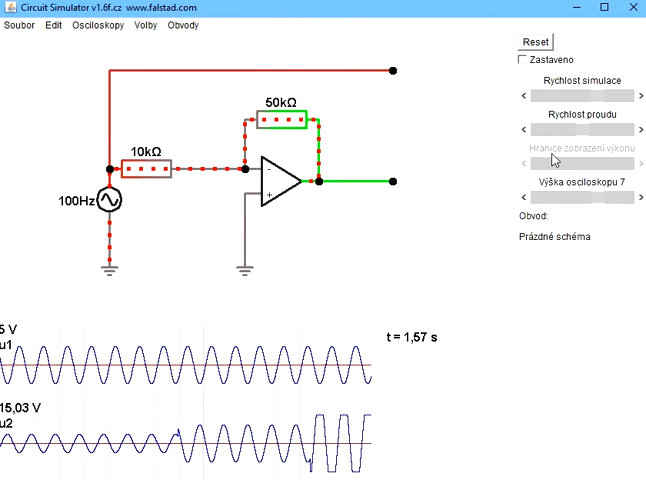 Circuit Simulator v1.6f.cz www.falstad.com
Soubor Edit Osciloskopy Volby Obvody
Reset
Zastaveno
Rychlost simulace
Rychlost proudu
Hranice zobrazení výkonu
Výška osciloskopu 7
Obvod:
Prázdné schéma
50kΩ
10kΩ
-
+
100Hz
5 V
u1
t = 1,57 s
15,03 V
u2